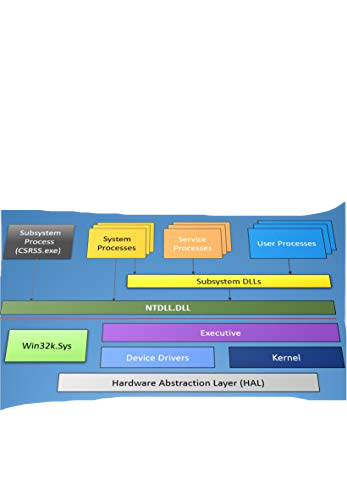 Subsystem
Process
(CSRSS.exe)
System
Processes
Service
Processes
User Processes
Subsystem DLLs
NTDLL.DLL
Executive
Win32k.Sys
Device Drivers
Kernel
Hardware Abstraction Layer (HAL)